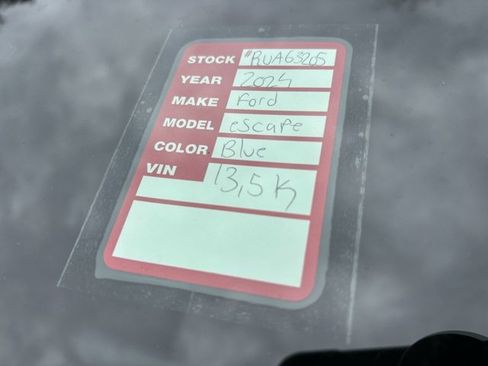 STOCK #RUA63205
YEAR 2024
MAKE Ford
MODEL escape
COLOR Blue
VIN 13,5K